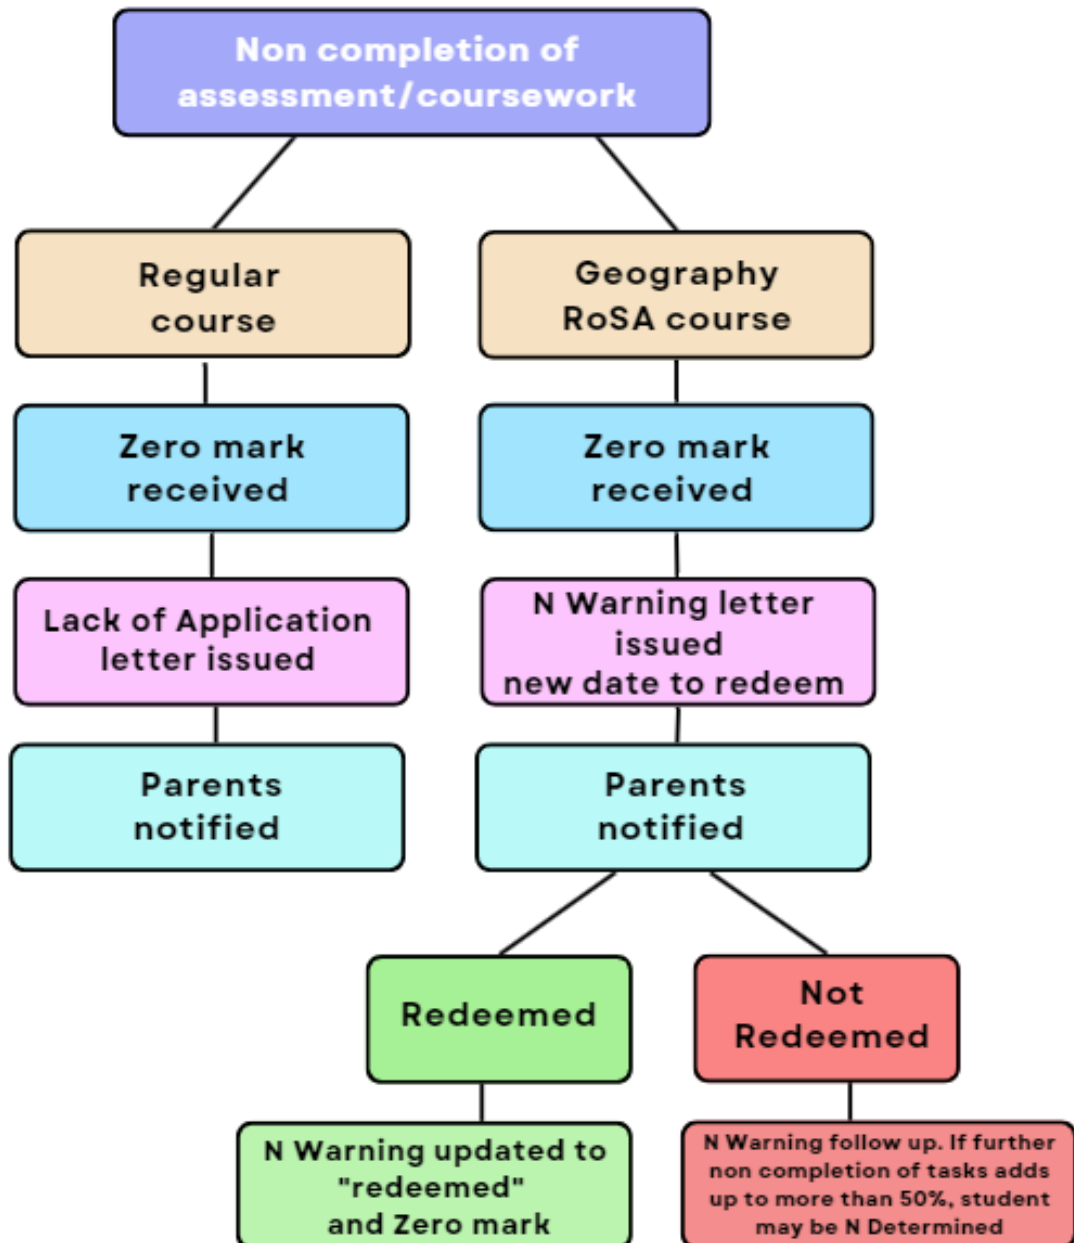 Non completion of
assessment/coursework
Regular
course
Geography
RoSA course
Zero mark
received
Zero mark
received
Lack of Application
letter issued
N Warning letter
issued
new date to redeem
Parents
notified
Parents
notified
Redeemed
Not
Redeemed
N Warning updated to
"redeemed"
and Zero mark
N Warning follow up. If further
non completion of tasks adds
up to more than 50%, student
may be N Determined